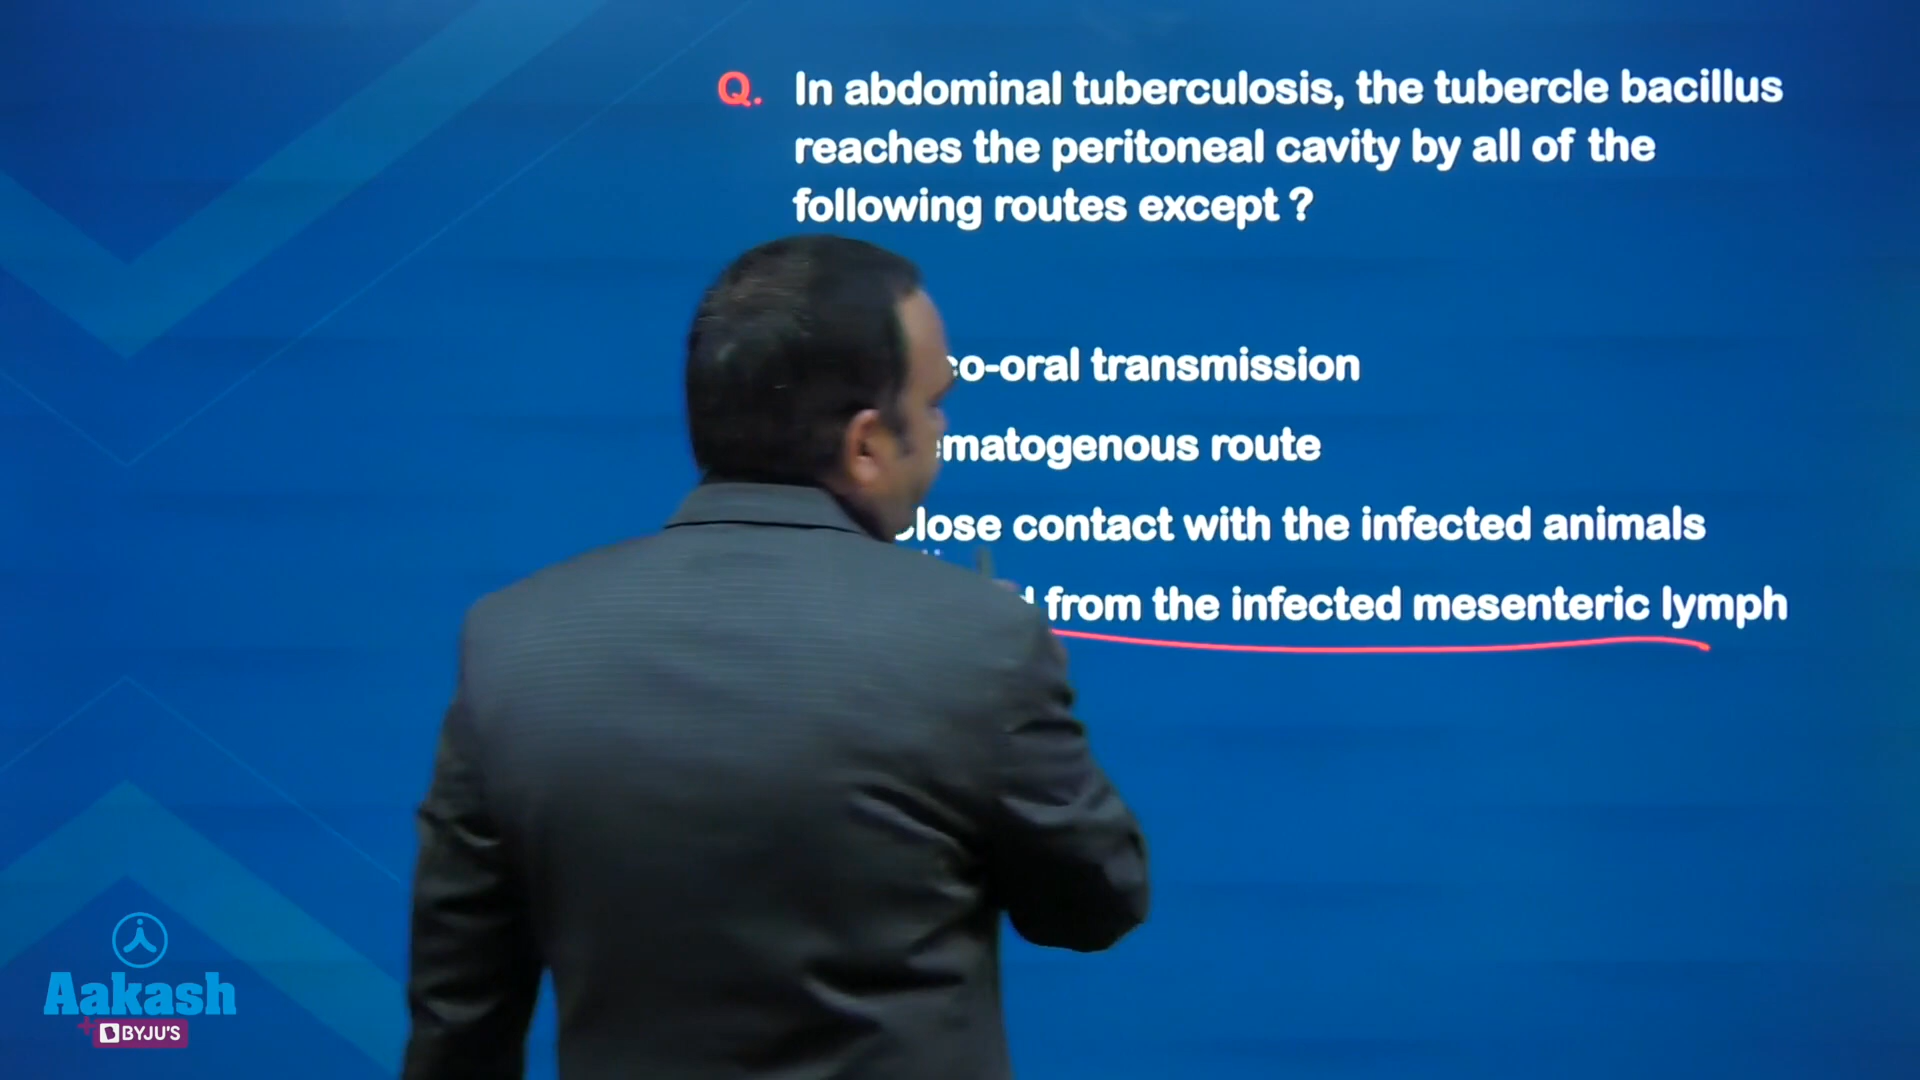 Q. In abdominal tuberculosis, the tubercle bacillus
reaches the peritoneal cavity by all of the
following routes except ?
co-oral transmission
matogenous route
lose contact with the infected animals
from the infected mesenteric lymph
Aakash
+ BYJU'S